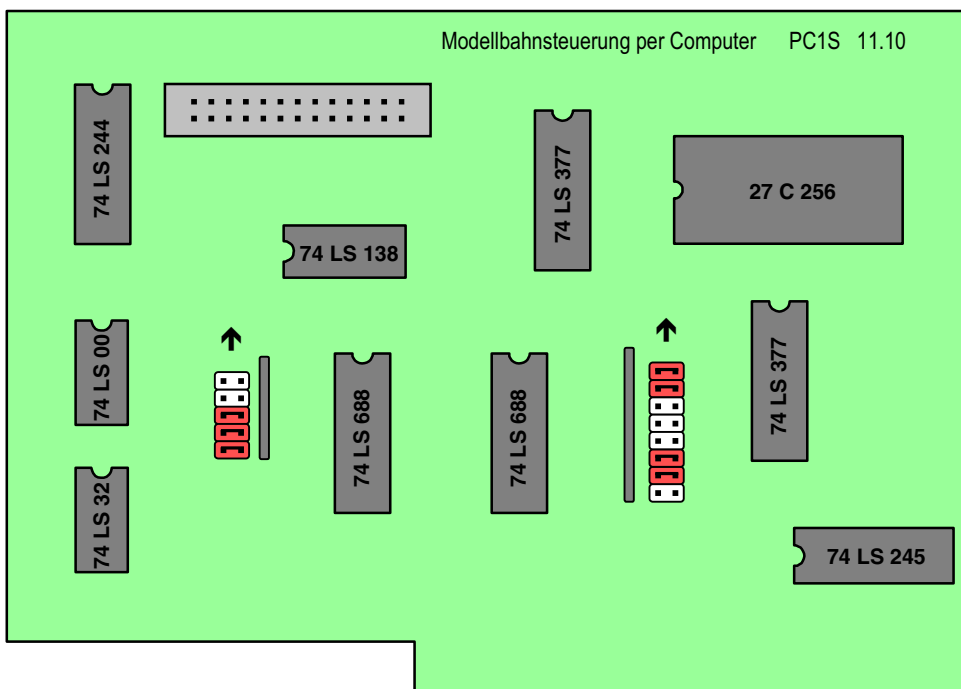 Modellbahnsteuerung per Computer PC1S 11.10
74 LS 244
74 LS 377
27 C 256
74 LS 138
74 LS 00
74 LS 688
74 LS 688
74 LS 377
74 LS 32
74 LS 245